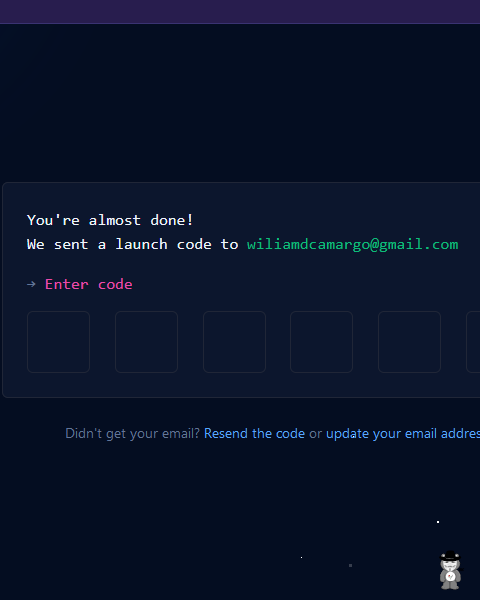 You're almost done!
We sent a launch code to wiliamdcamargo@gmail.com
→ Enter code
Didn't get your email? Resend the code or update your email addres